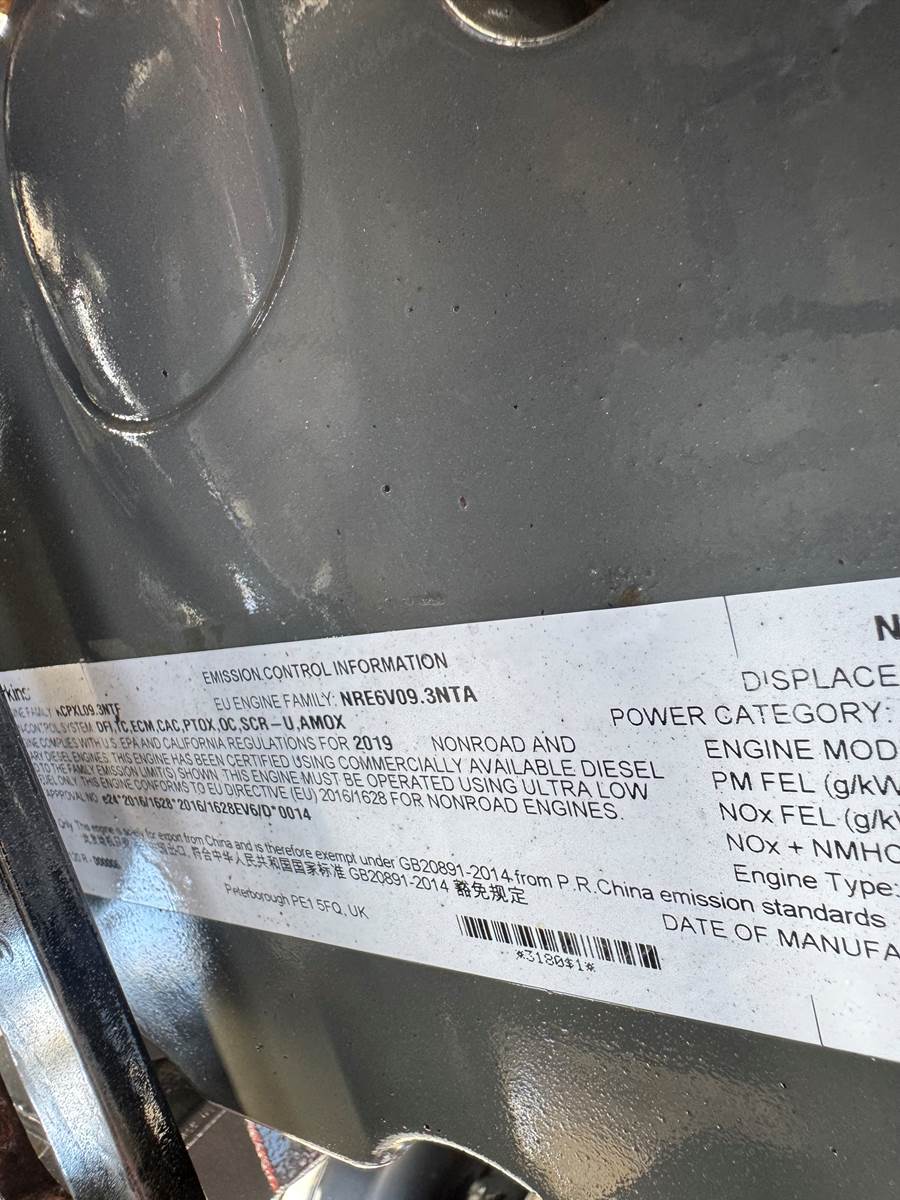 EMISSION CONTROL INFORMATION
EU ENGINE FAMILY: NRE6V09.3NTA
DISPLACE
POWER CATEGORY:
DFI,TC,ECM,CAC,PTOX,OC,SCR-U,AMOX
COMPLIES WITH U.S. EPA AND CALIFORNIA REGULATIONS FOR 2019 NONROAD AND
DIESEL ENGINES. THIS ENGINE HAS BEEN CERTIFIED USING COMMERCIALLY AVAILABLE DIESEL
THE FAMILY EMISSION LIMIT(S) SHOWN. THIS ENGINE MUST BE OPERATED USING ULTRA LOW
ONLY. THIS ENGINE CONFORMS TO EU DIRECTIVE (EU) 2016/1628 FOR NONROAD ENGINES.
APPROVAL NO. e24*2016/1628*2016/1628EV6/D*0014
ENGINE MOD
PM FEL (g/kW
NOx FEL (g/k
NOx + NMHC
Engine Type:
Only. This engine is solely for export from China and is therefore exempt under GB20891-2014 from P.R.China emission standards
符合中华人民共和国国家标准 GB20891-2014 豁免规定
000006
Peterborough PE1 5FQ, UK
DATE OF MANUFA
*3180$1*